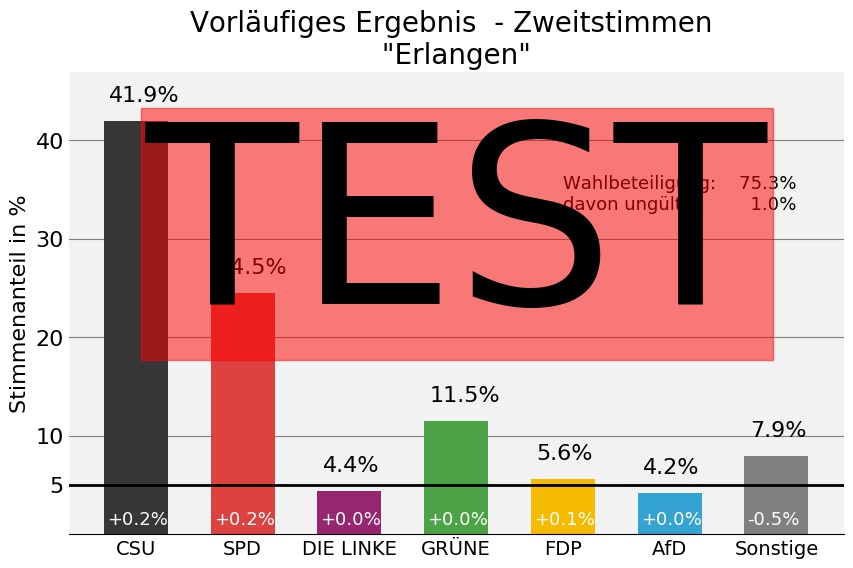 Vorläufiges Ergebnis - Zweitstimmen
"Erlangen"
41.9%
TEST
Wahlbeteiligung: 75.3%
davon 1.0%
4.5%
11.5%
7.9%
5.6%
4.4%
4.2%
Stimmenanteil in %
40
30
20
10
5
+0.2% +0.2% +0.0% +0.0% +0.1% +0.0% -0.5%
CSU SPD DIE LINKE GRÜNE FDP AfD Sonstige